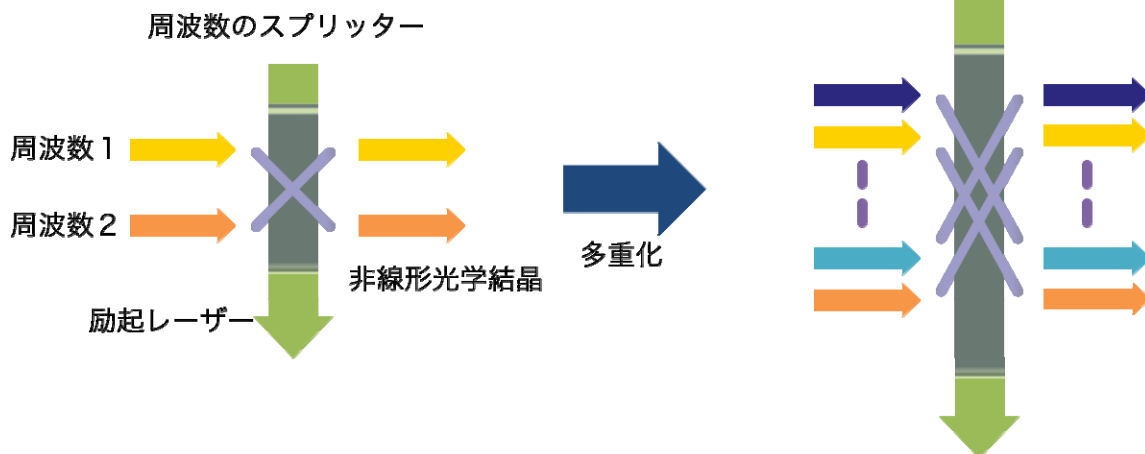 周波数のスプリッター
周波数１
周波数２
非線形光学結晶
励起レーザー
多重化